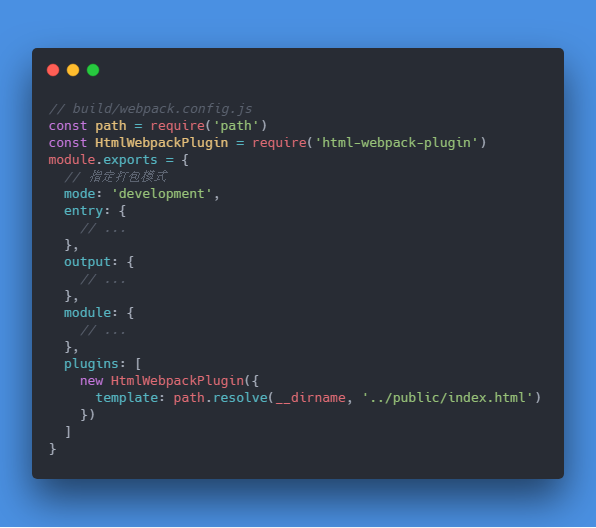 // build/webpack.config.js
const path = require('path')
const HtmlWebpackPlugin = require('html-webpack-plugin')
module.exports = {
  // 指定打包模式
  mode: 'development',
  entry: {
    // ...
  },
  output: {
    // ...
  },
  module: {
    // ...
  },
  plugins: [
    new HtmlWebpackPlugin({
      template: path.resolve(__dirname, '../public/index.html')
    })
  ]
}